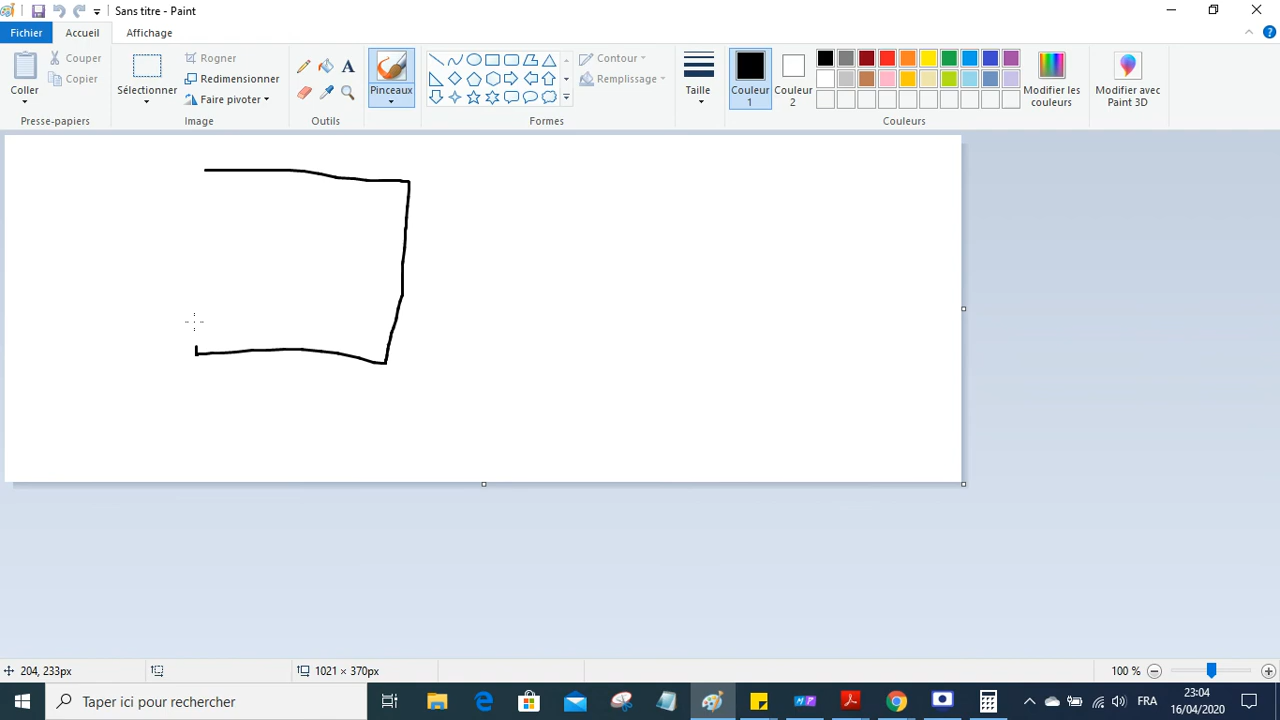 Sans titre - Paint
Fichier Accueil Affichage
Coller
Couper
Copier
Presse-papiers
Sélectionner
Rogner
Redimensionner
Faire pivoter
Image
A
Outils
Pinceaux
Contour
Remplissage
Formes
Taille
Couleur 1
Couleur 2
Modifier les couleurs
Couleurs
Modifier avec Paint 3D
204, 233px
1021 × 370px
100 %
Taper ici pour rechercher
FRA
23:04
16/04/2020